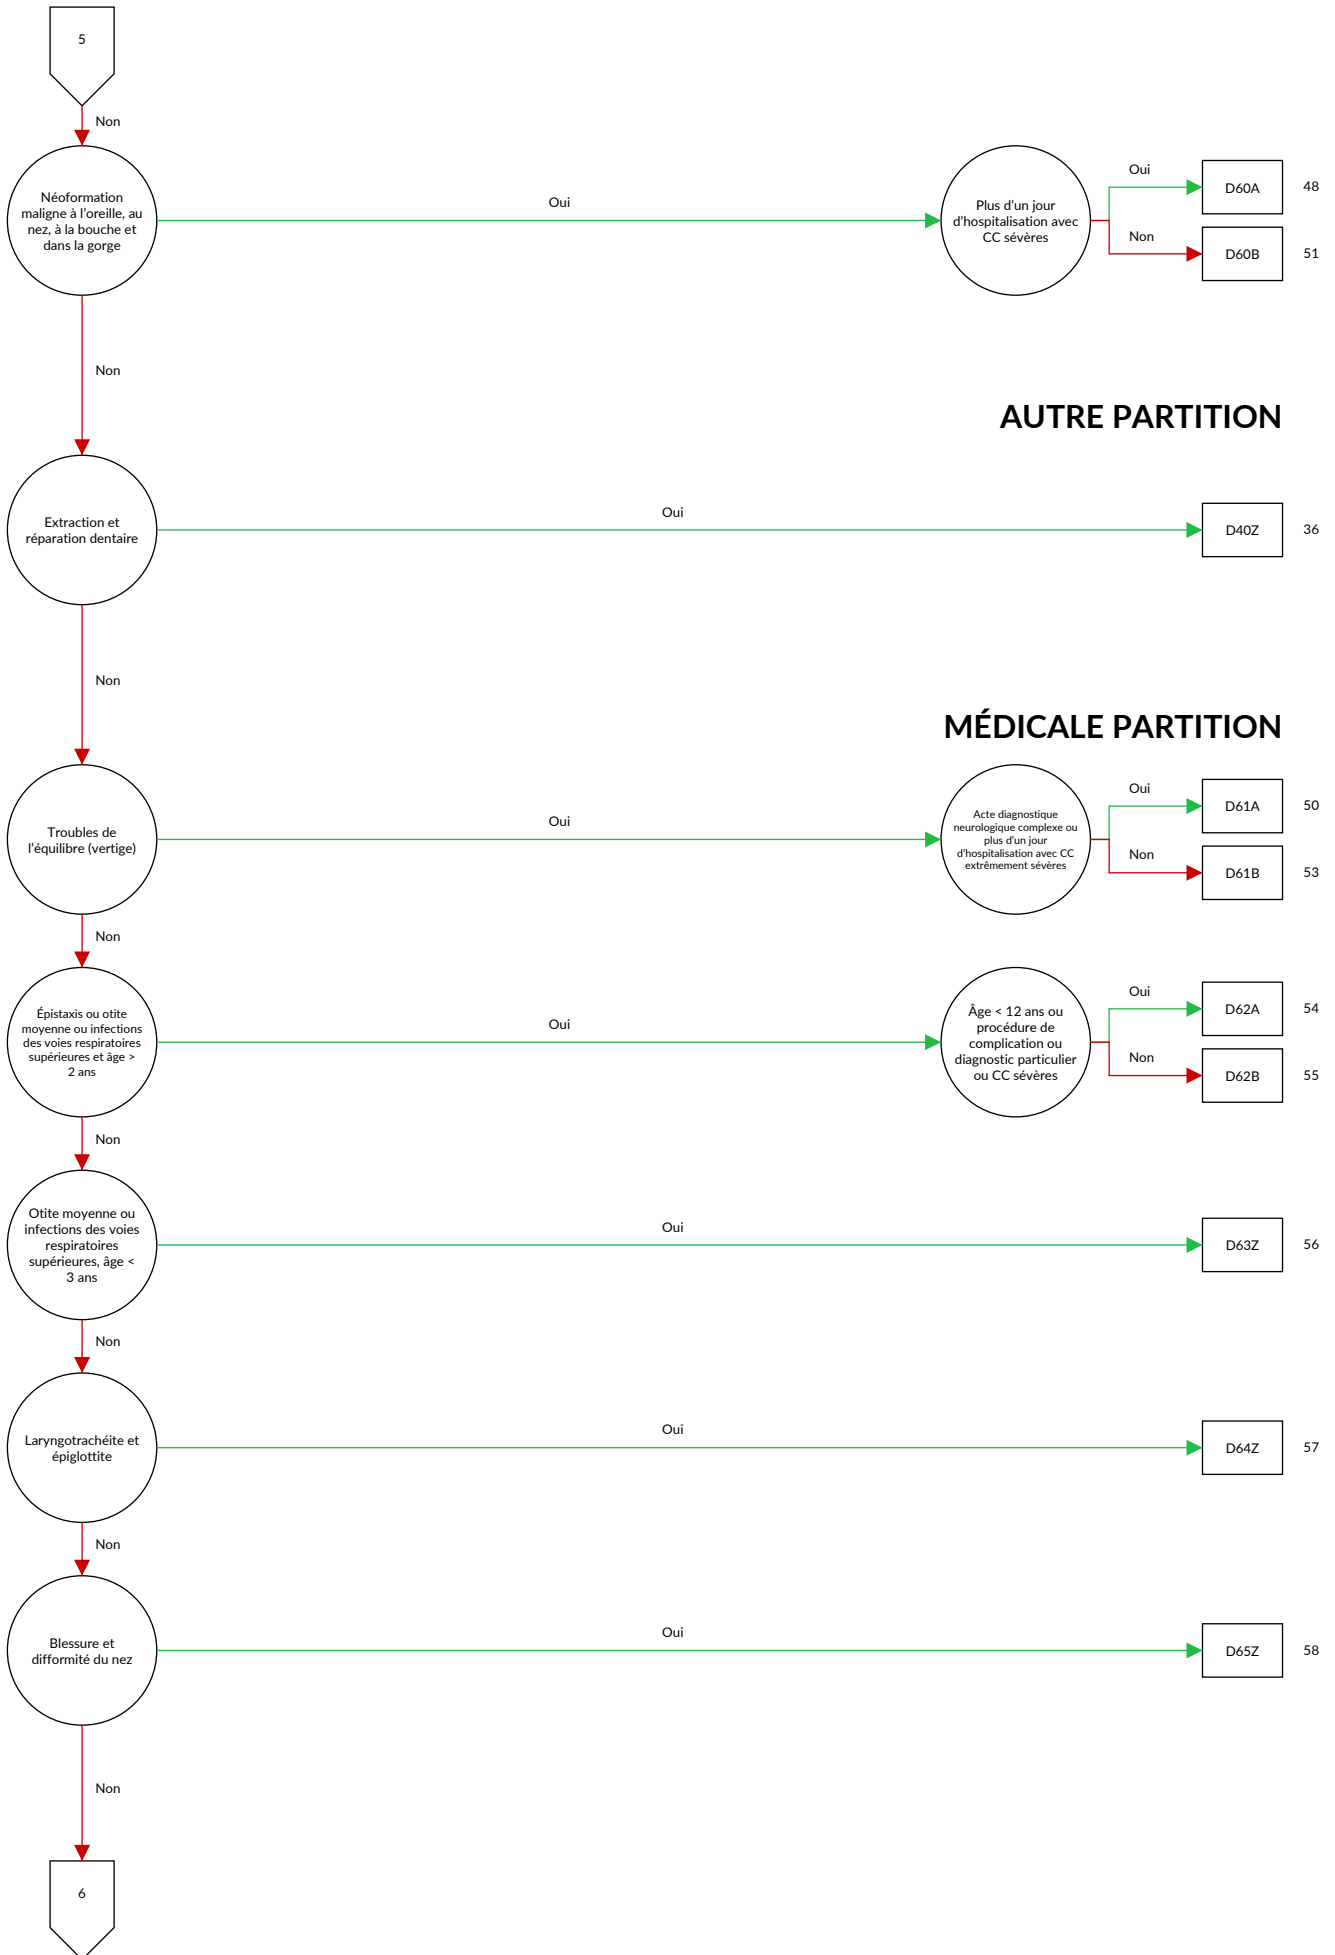 5
Non
Néoformation
maligne à l'oreille, au
nez, à la bouche et
dans la gorge
Oui
Plus d'un jour
d'hospitalisation avec
CC sévères
Oui
D60A
48
Non
D60B
51
Non
AUTRE PARTITION
Extraction et
réparation dentaire
Oui
D40Z
36
Non
MÉDICALE PARTITION
Troubles de
l'équilibre (vertige)
Oui
Acte diagnostique
neurologique complexe ou
plus d'un jour
d'hospitalisation avec CC
extrêmement sévères
Oui
D61A
50
Non
D61B
53
Non
Épistaxis ou otite
moyenne ou infections
des voies respiratoires
supérieures et âge >
2 ans
Oui
Âge < 12 ans ou
procédure de
complication ou
diagnostic particulier
ou CC sévères
Oui
D62A
54
Non
D62B
55
Non
Otite moyenne ou
infections des voies
respiratoires
supérieures, âge <
3 ans
Oui
D63Z
56
Non
Laryngotrachéite et
épiglottite
Oui
D64Z
57
Non
Blessure et
difformité du nez
Oui
D65Z
58
Non
6